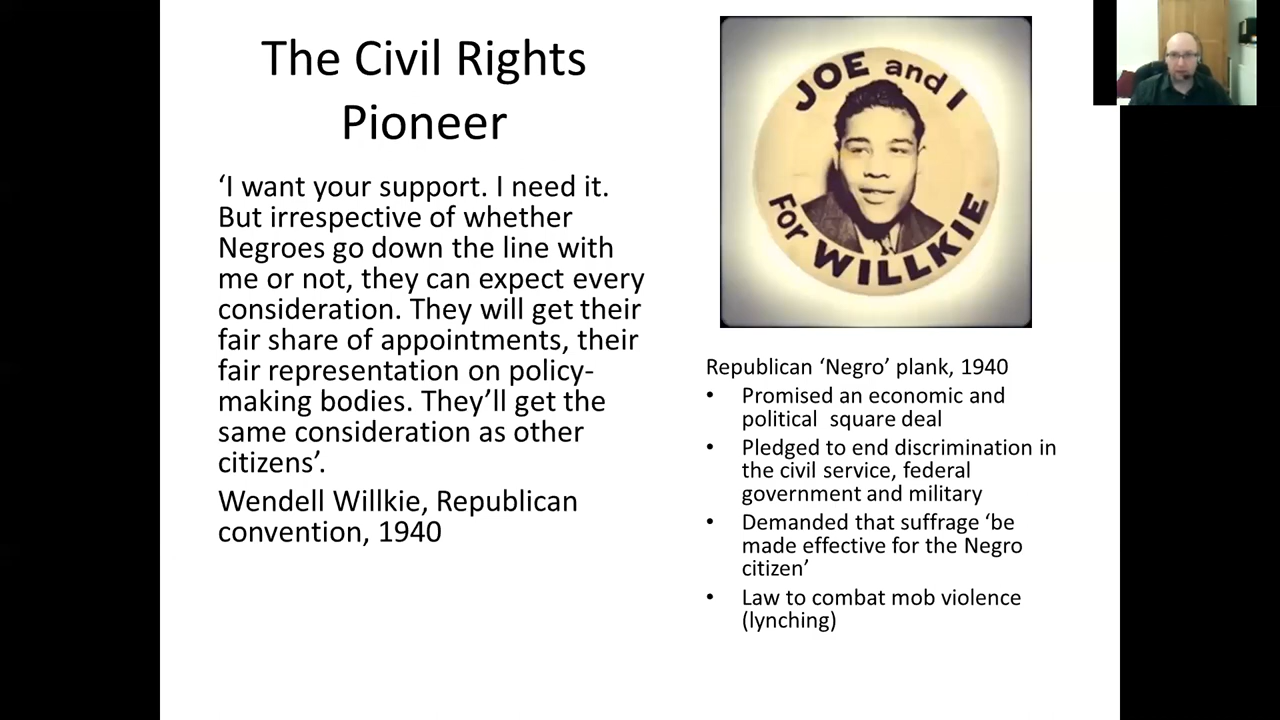 The Civil Rights
Pioneer
‘I want your support. I need it.
But irrespective of whether
Negroes go down the line with
me or not, they can expect every
consideration. They will get their
fair share of appointments, their
fair representation on policy-
making bodies. They’ll get the
same consideration as other
citizens’.
Wendell Willkie, Republican
convention, 1940
JOE and I
For WILLKIE
Republican ‘Negro’ plank, 1940
• Promised an economic and
political square deal
• Pledged to end discrimination in
the civil service, federal
government and military
• Demanded that suffrage ‘be
made effective for the Negro
citizen’
• Law to combat mob violence
(lynching)